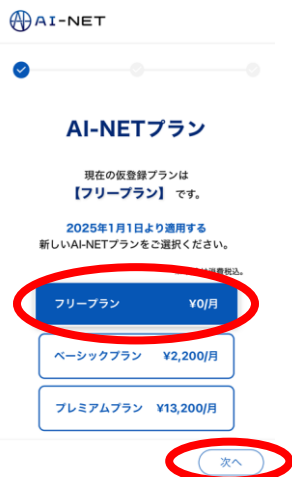 AI-NET
AI-NETプラン
現在の仮登録プランは
【フリープラン】 です。
2025年1月1日より適用する
新しいAI-NETプランをご選択ください。
消費税込。
フリープラン ¥0/月
ベーシックプラン ¥2,200/月
プレミアムプラン ¥13,200/月
次へ